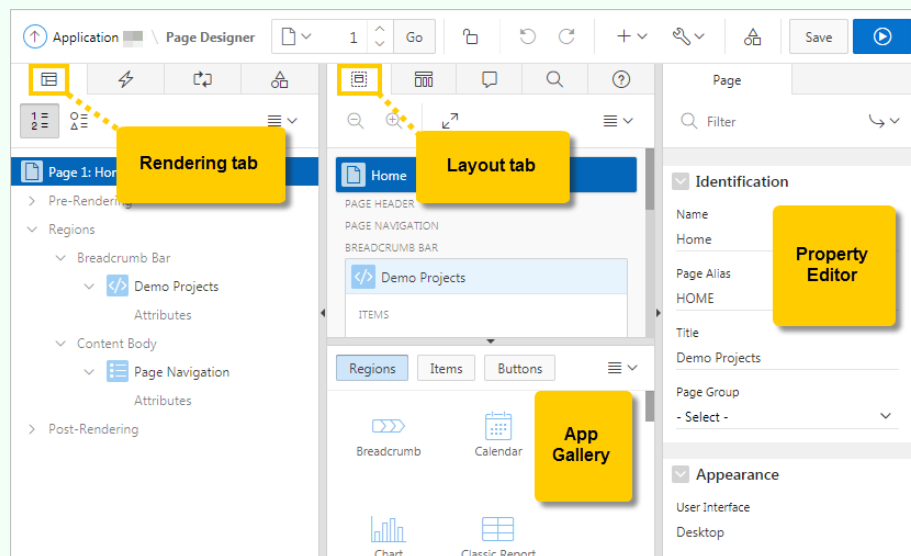 Application \ Page Designer 1 Go Save
Page
1 = 2 =
Filter
Rendering tab
Layout tab
Page 1: Hom
Pre-Rendering
Regions
Breadcrumb Bar
Demo Projects
Attributes
Content Body
Page Navigation
Attributes
Post-Rendering
Home
PAGE HEADER
PAGE NAVIGATION
BREADCRUMB BAR
Demo Projects
ITEMS
Regions Items Buttons
Breadcrumb Calendar
App
Gallery
Chart Classic Report
Identification
Name
Home
Page Alias
HOME
Property
Editor
Title
Demo Projects
Page Group
- Select -
Appearance
User Interface
Desktop